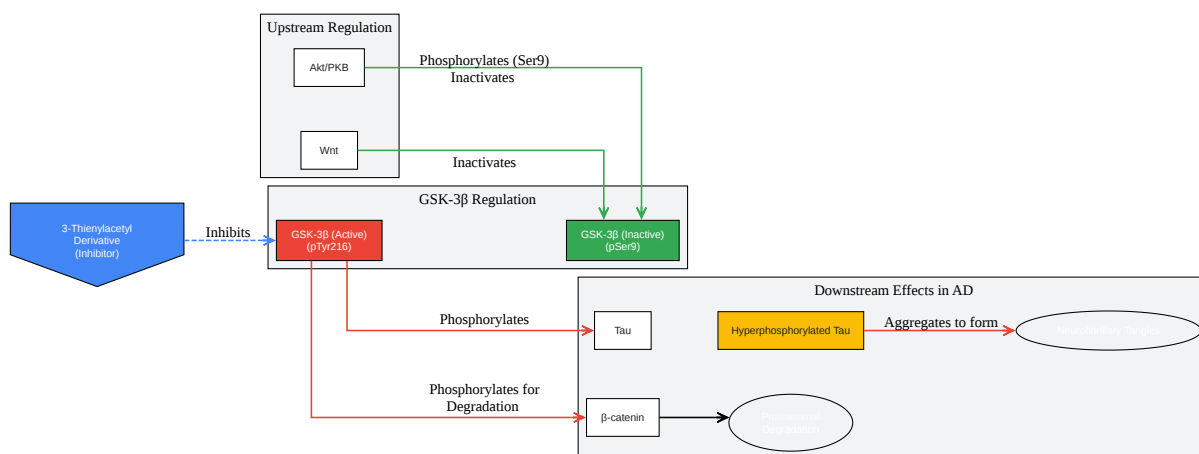 Upstream Regulation
Akt/PKB
Phosphorylates (Ser9)
Inactivates
Wnt
Inactivates
GSK-3β Regulation
3-Thienylacetyl
Derivative
(Inhibitor)
Inhibits
GSK-3β (Active)
(pTyr216)
GSK-3β (Inactive)
(pSer9)
Downstream Effects in AD
Phosphorylates
Tau
Hyperphosphorylated Tau
Aggregates to form
Neurofibrillary Tangles
Phosphorylates for
Degradation
β-catenin
Proteasomal
Degradation